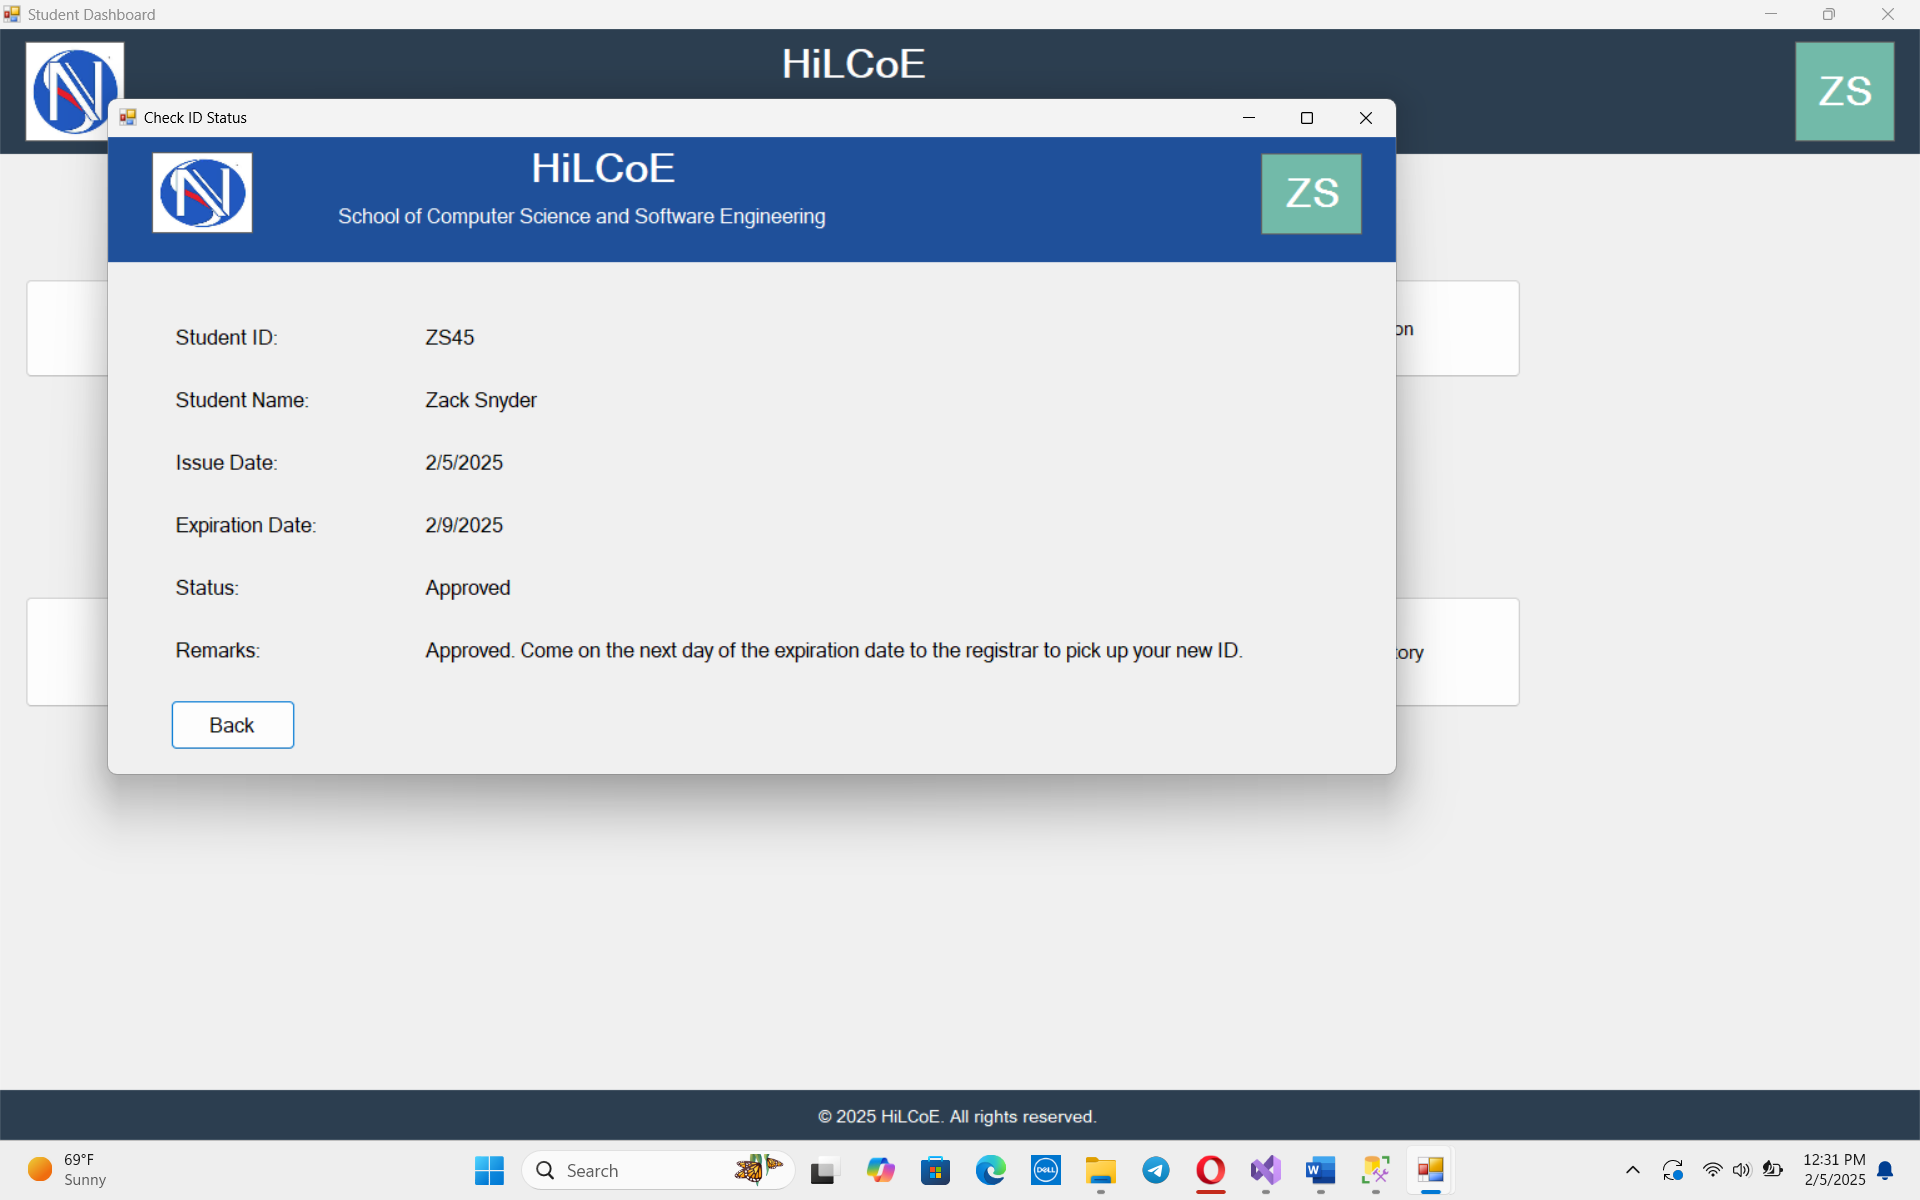 Student Dashboard
HiLCoE
ZS
Check ID Status
HiLCoE
School of Computer Science and Software Engineering
ZS
on
Student ID: ZS45
Student Name: Zack Snyder
Issue Date: 2/5/2025
Expiration Date: 2/9/2025
Status: Approved
Remarks: Approved. Come on the next day of the expiration date to the registrar to pick up your new ID.
ory
Back
© 2025 HiLCoE. All rights reserved.
69°F
Sunny
Search
DELL
12:31 PM
2/5/2025